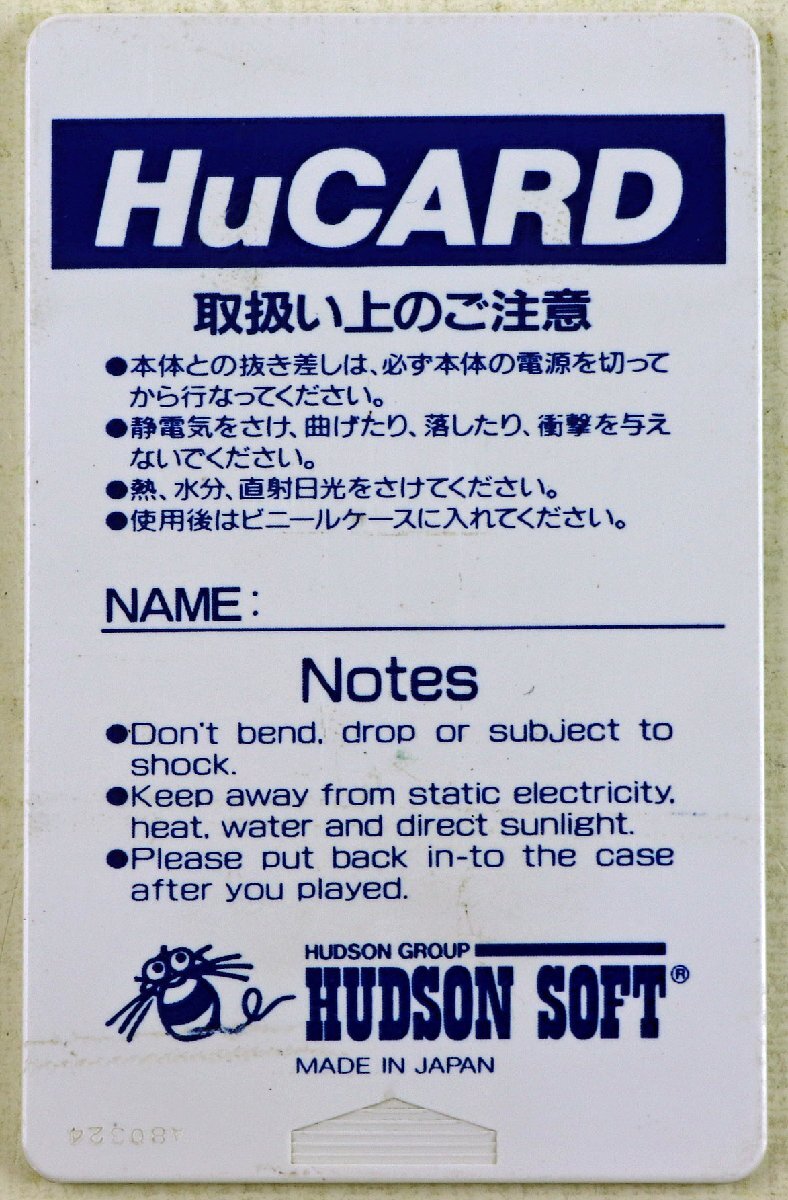 HuCARD
取扱い上のご注意
●本体との抜き差しは、必ず本体の電源を切って
から行なってください。
●静電気をさけ、曲げたり、落したり、衝撃を与え
ないでください。
●熱、水分、直射日光をさけてください。
●使用後はビニールケースに入れてください。
NAME:
Notes
●Don't bend, drop or subject to
shock.
●Keep away from static electricity,
heat, water and direct sunlight.
●Please put back in-to the case
after you played.
HUDSON GROUP
HUDSON SOFT®
MADE IN JAPAN